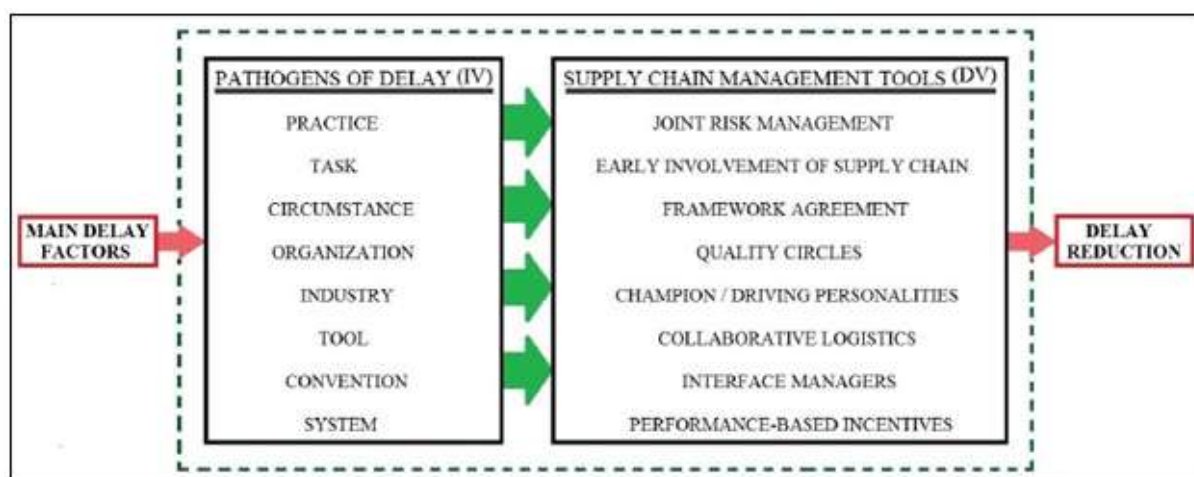 PATHOGENS OF DELAY (IV)
PRACTICE
TASK
CIRCUMSTANCE
ORGANIZATION
INDUSTRY
TOOL
CONVENTION
SYSTEM
SUPPLY CHAIN MANAGEMENT TOOLS (DV)
JOINT RISK MANAGEMENT
EARLY INVOLVEMENT OF SUPPLY CHAIN
FRAMEWORK AGREEMENT
QUALITY CIRCLES
CHAMPION / DRIVING PERSONALITIES
COLLABORATIVE LOGISTICS
INTERFACE MANAGERS
PERFORMANCE-BASED INCENTIVES
MAIN DELAY
FACTORS
DELAY
REDUCTION